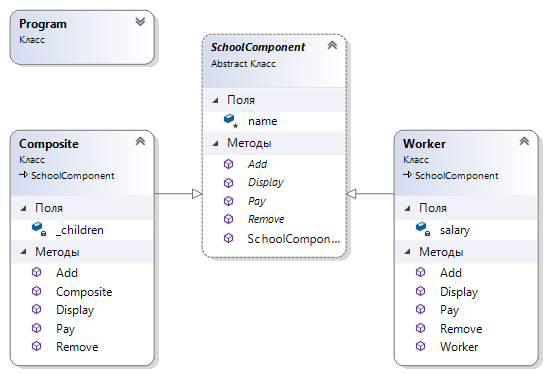 Program
Класс
SchoolComponent
Abstract Класс
Поля
name
Методы
Add
Display
Pay
Remove
SchoolCompon...
Composite
Класс
SchoolComponent
Поля
_children
Методы
Add
Composite
Display
Pay
Remove
Worker
Класс
SchoolComponent
Поля
salary
Методы
Add
Display
Pay
Remove
Worker